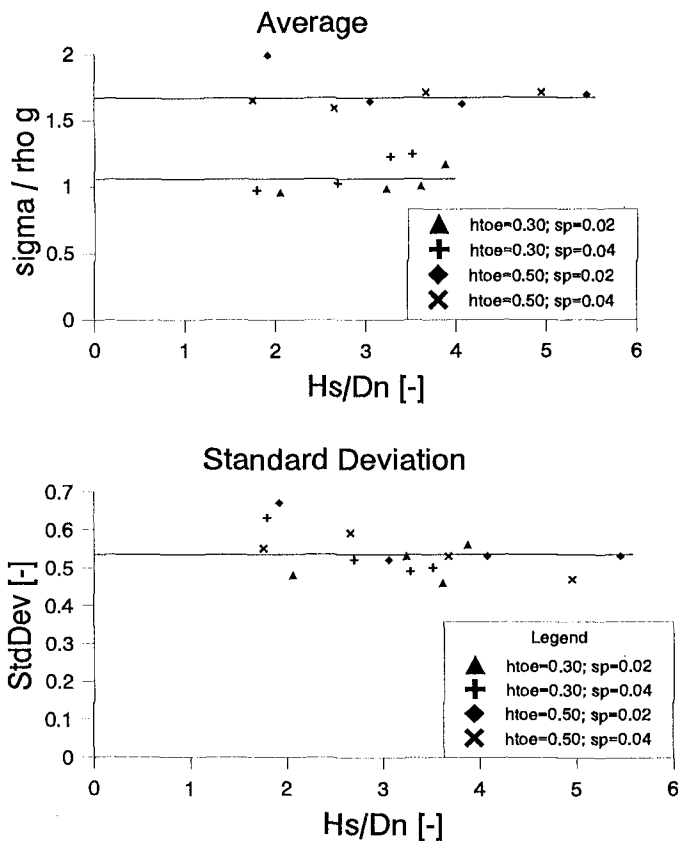 Average
sigma / rho g
2
1.5
1
0.5
0
0 1 2 3 4 5 6
Hs/Dn [-]
htoe=0.30; sp=0.02
htoe=0.30; sp=0.04
htoe=0.50; sp=0.02
htoe=0.50; sp=0.04
Standard Deviation
StdDev [-]
0.7
0.6
0.5
0.4
0.3
0.2
0.1
0
0 1 2 3 4 5 6
Hs/Dn [-]
Legend
htoe=0.30; sp=0.02
htoe=0.30; sp=0.04
htoe=0.50; sp=0.02
htoe=0.50; sp=0.04